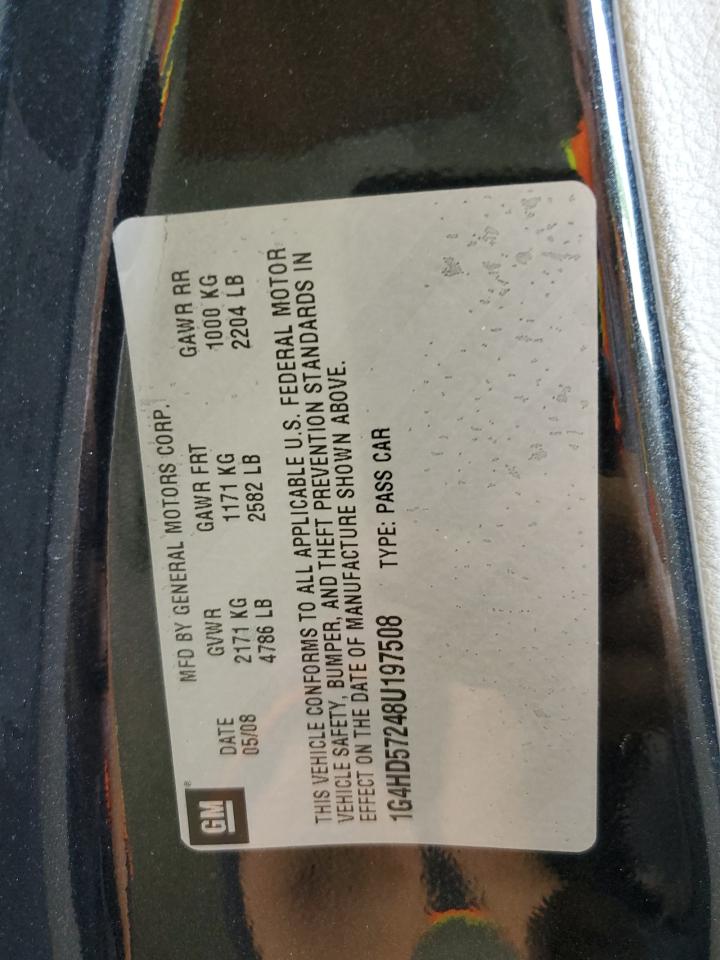 GM®
MFD BY GENERAL MOTORS CORP.
DATE GVWR GAWR FRT GAWR RR
05/08 2171 KG 1171 KG 1000 KG
4786 LB 2582 LB 2204 LB
THIS VEHICLE CONFORMS TO ALL APPLICABLE U.S. FEDERAL MOTOR
VEHICLE SAFETY, BUMPER, AND THEFT PREVENTION STANDARDS IN
EFFECT ON THE DATE OF MANUFACTURE SHOWN ABOVE.
1G4HD57248U197508 TYPE: PASS CAR